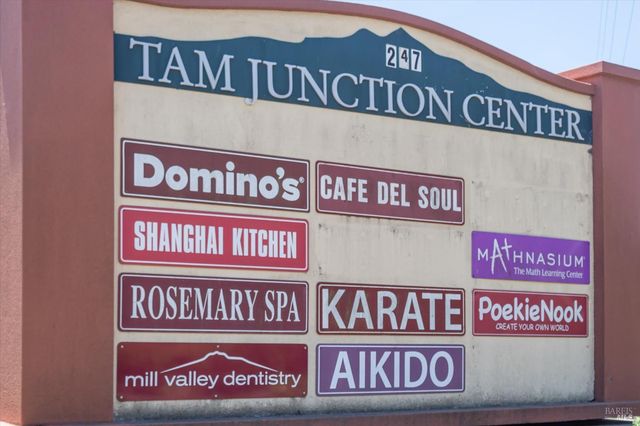 247
TAM JUNCTION CENTER
DOMINO'S®
CAFE DEL SOUL
SHANGHAI KITCHEN
MATHNASIUM®
The Math Learning Center
ROSEMARY SPA
KARATE
PoekieNook
CREATE YOUR OWN WORLD
mill valley dentistry
AIKIDO
BAREIS